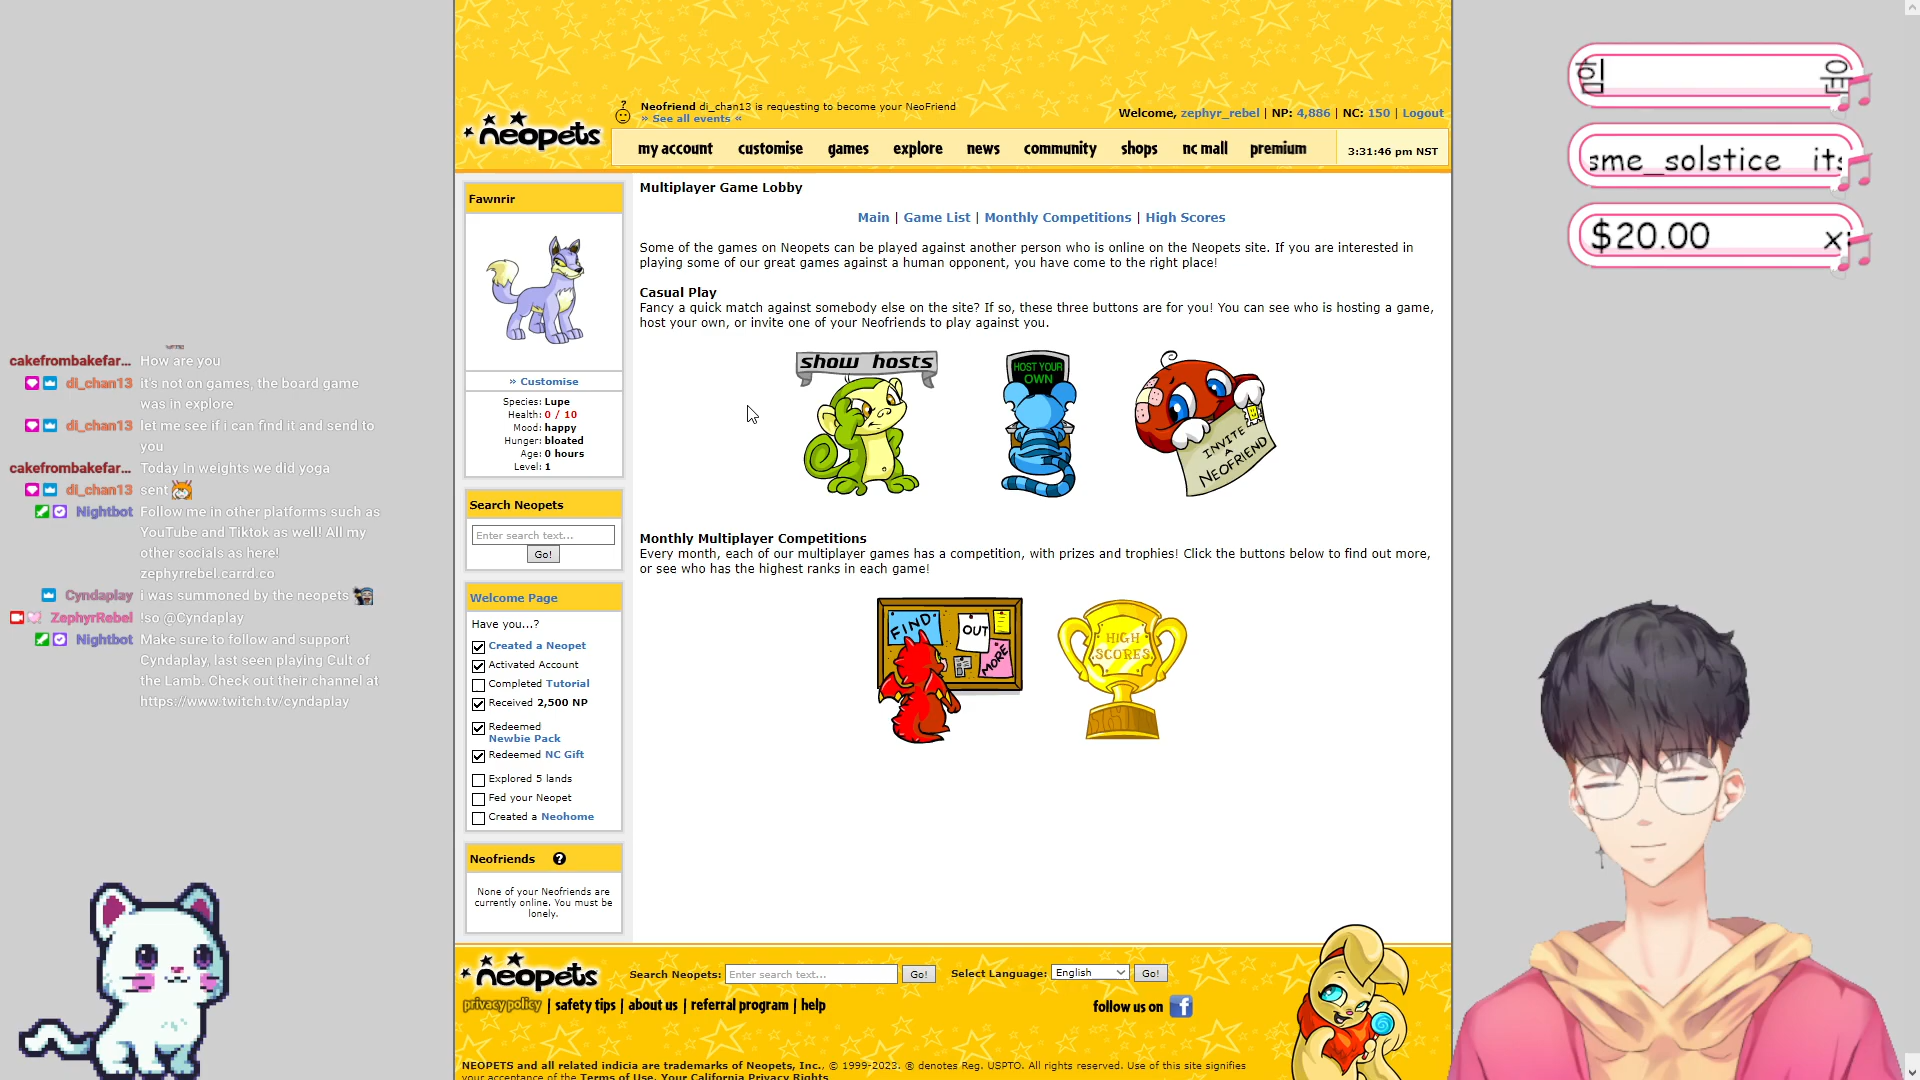 Neofriend di_chan13 is requesting to become your NeoFriend
» See all events «
Welcome, zephyr_rebel | NP: 4,886 | NC: 150 | Logout
neopets
my account customise games explore news community shops nc mall premium
3:31:46 pm NST
Fawnrir
» Customise
Species: Lupe
Health: 0 / 10
Mood: happy
Hunger: bloated
Age: 0 hours
Level: 1
Search Neopets
Enter search text...
Go!
Welcome Page
Have you...?
Created a Neopet
Activated Account
Completed Tutorial
Received 2,500 NP
Redeemed
Newbie Pack
Redeemed NC Gift
Explored 5 lands
Fed your Neopet
Created a Neohome
Neofriends ?
None of your Neofriends are
currently online. You must be
lonely.
Multiplayer Game Lobby
Main | Game List | Monthly Competitions | High Scores
Some of the games on Neopets can be played against another person who is online on the Neopets site. If you are interested in
playing some of our great games against a human opponent, you have come to the right place!
Casual Play
Fancy a quick match against somebody else on the site? If so, these three buttons are for you! You can see who is hosting a game,
host your own, or invite one of your Neofriends to play against you.
show hosts
HOST YOUR
OWN
INVITE
A
NEOFRIEND
Monthly Multiplayer Competitions
Every month, each of our multiplayer games has a competition, with prizes and trophies! Click the buttons below to find out more,
or see who has the highest ranks in each game!
FIND
OUT
MORE
HIGH
SCORES
neopets
Search Neopets: Enter search text... Go! Select Language: English Go!
privacy policy | safety tips | about us | referral program | help
follow us on f
NEOPETS and all related indicia are trademarks of Neopets, Inc., © 1999-2023. ® denotes Reg. USPTO. All rights reserved. Use of this site signifies
your acceptance of the Terms of Use, Your California Privacy Rights
cakefrombakefar... How are you
di_chan13 it's not on games, the board game
was in explore
di_chan13 let me see if i can find it and send to
you
cakefrombakefar... Today In weights we did yoga
di_chan13 sent
Nightbot Follow me in other platforms such as
YouTube and Tiktok as well! All my
other socials as here!
zephyrrebel.carrd.co
Cyndaplay i was summoned by the neopets
ZephyrRebel !so @Cyndaplay
Nightbot Make sure to follow and support
Cyndaplay, last seen playing Cult of
the Lamb. Check out their channel at
https://www.twitch.tv/cyndaplay
sme_solstice its
$20.00 x